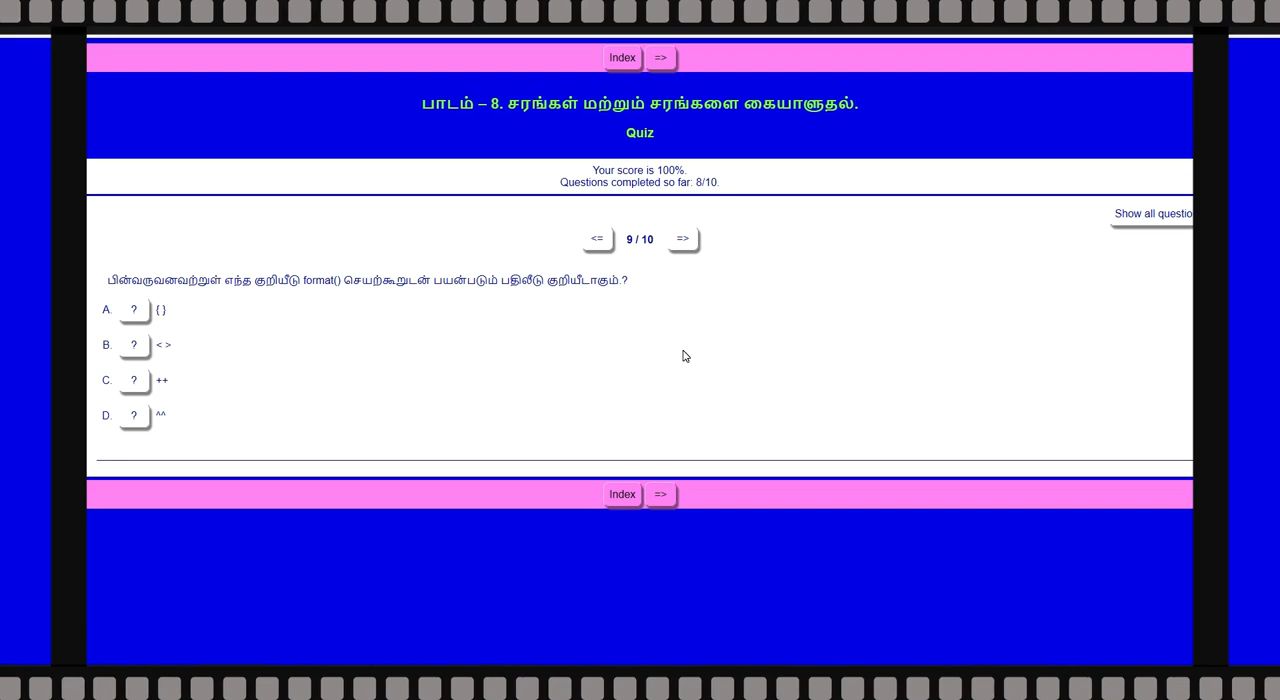 Index =>
பாடம் – 8. சரங்கள் மற்றும் சரங்களை கையாளுதல்.
Quiz
Your score is 100%.
Questions completed so far: 8/10.
Show all questio
<= 9 / 10 =>
பின்வருவனவற்றுள் எந்த குறியீடு format() செயற்கூறுடன் பயன்படும் பதிலீடு குறியீடாகும்.?
A. ? { }
B. ? < >
C. ? ++
D. ? ^^
Index =>